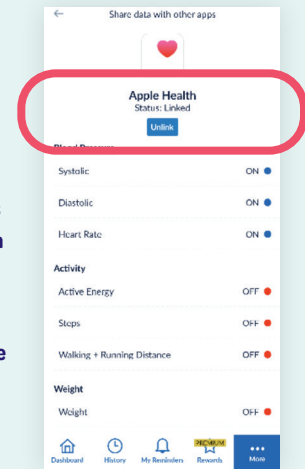 Share data with other apps
Apple Health
Status: Linked
Unlink
Blood Pressure
Systolic ON
Diastolic ON
Heart Rate ON
Activity
Active Energy OFF
Steps OFF
Walking + Running Distance OFF
Weight
Weight OFF
PREMIUM
Dashboard History My Reminders Rewards More